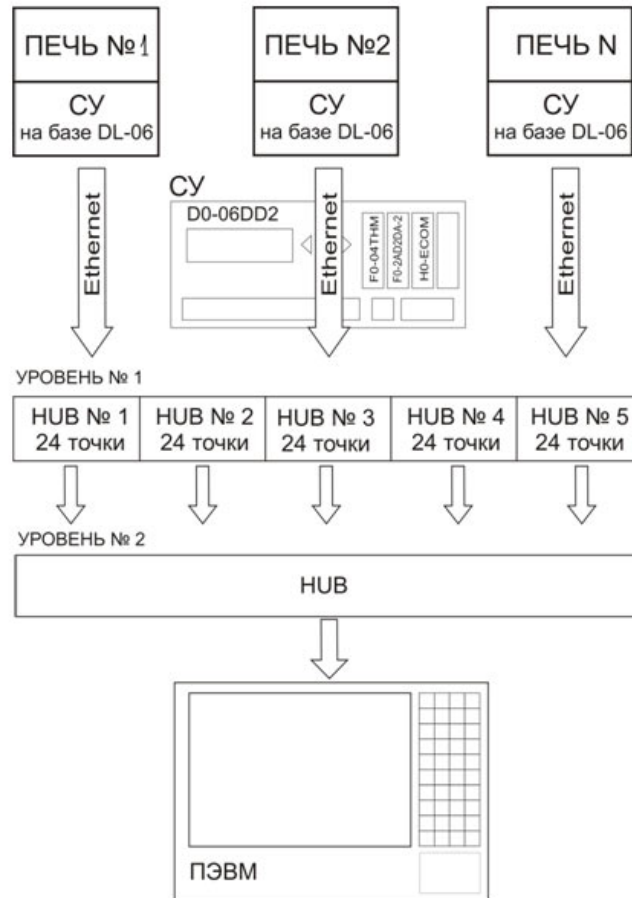 ПЕЧЬ №1
ПЕЧЬ №2
ПЕЧЬ N
СУ
на базе DL-06
СУ
на базе DL-06
СУ
на базе DL-06
Ethernet
Ethernet
Ethernet
СУ
D0-06DD2
F0-04THM
F0-2AD2DA-2
H0-ECOM
УРОВЕНЬ № 1
HUB № 1
24 точки
HUB № 2
24 точки
HUB № 3
24 точки
HUB № 4
24 точки
HUB № 5
24 точки
УРОВЕНЬ № 2
HUB
ПЭВМ